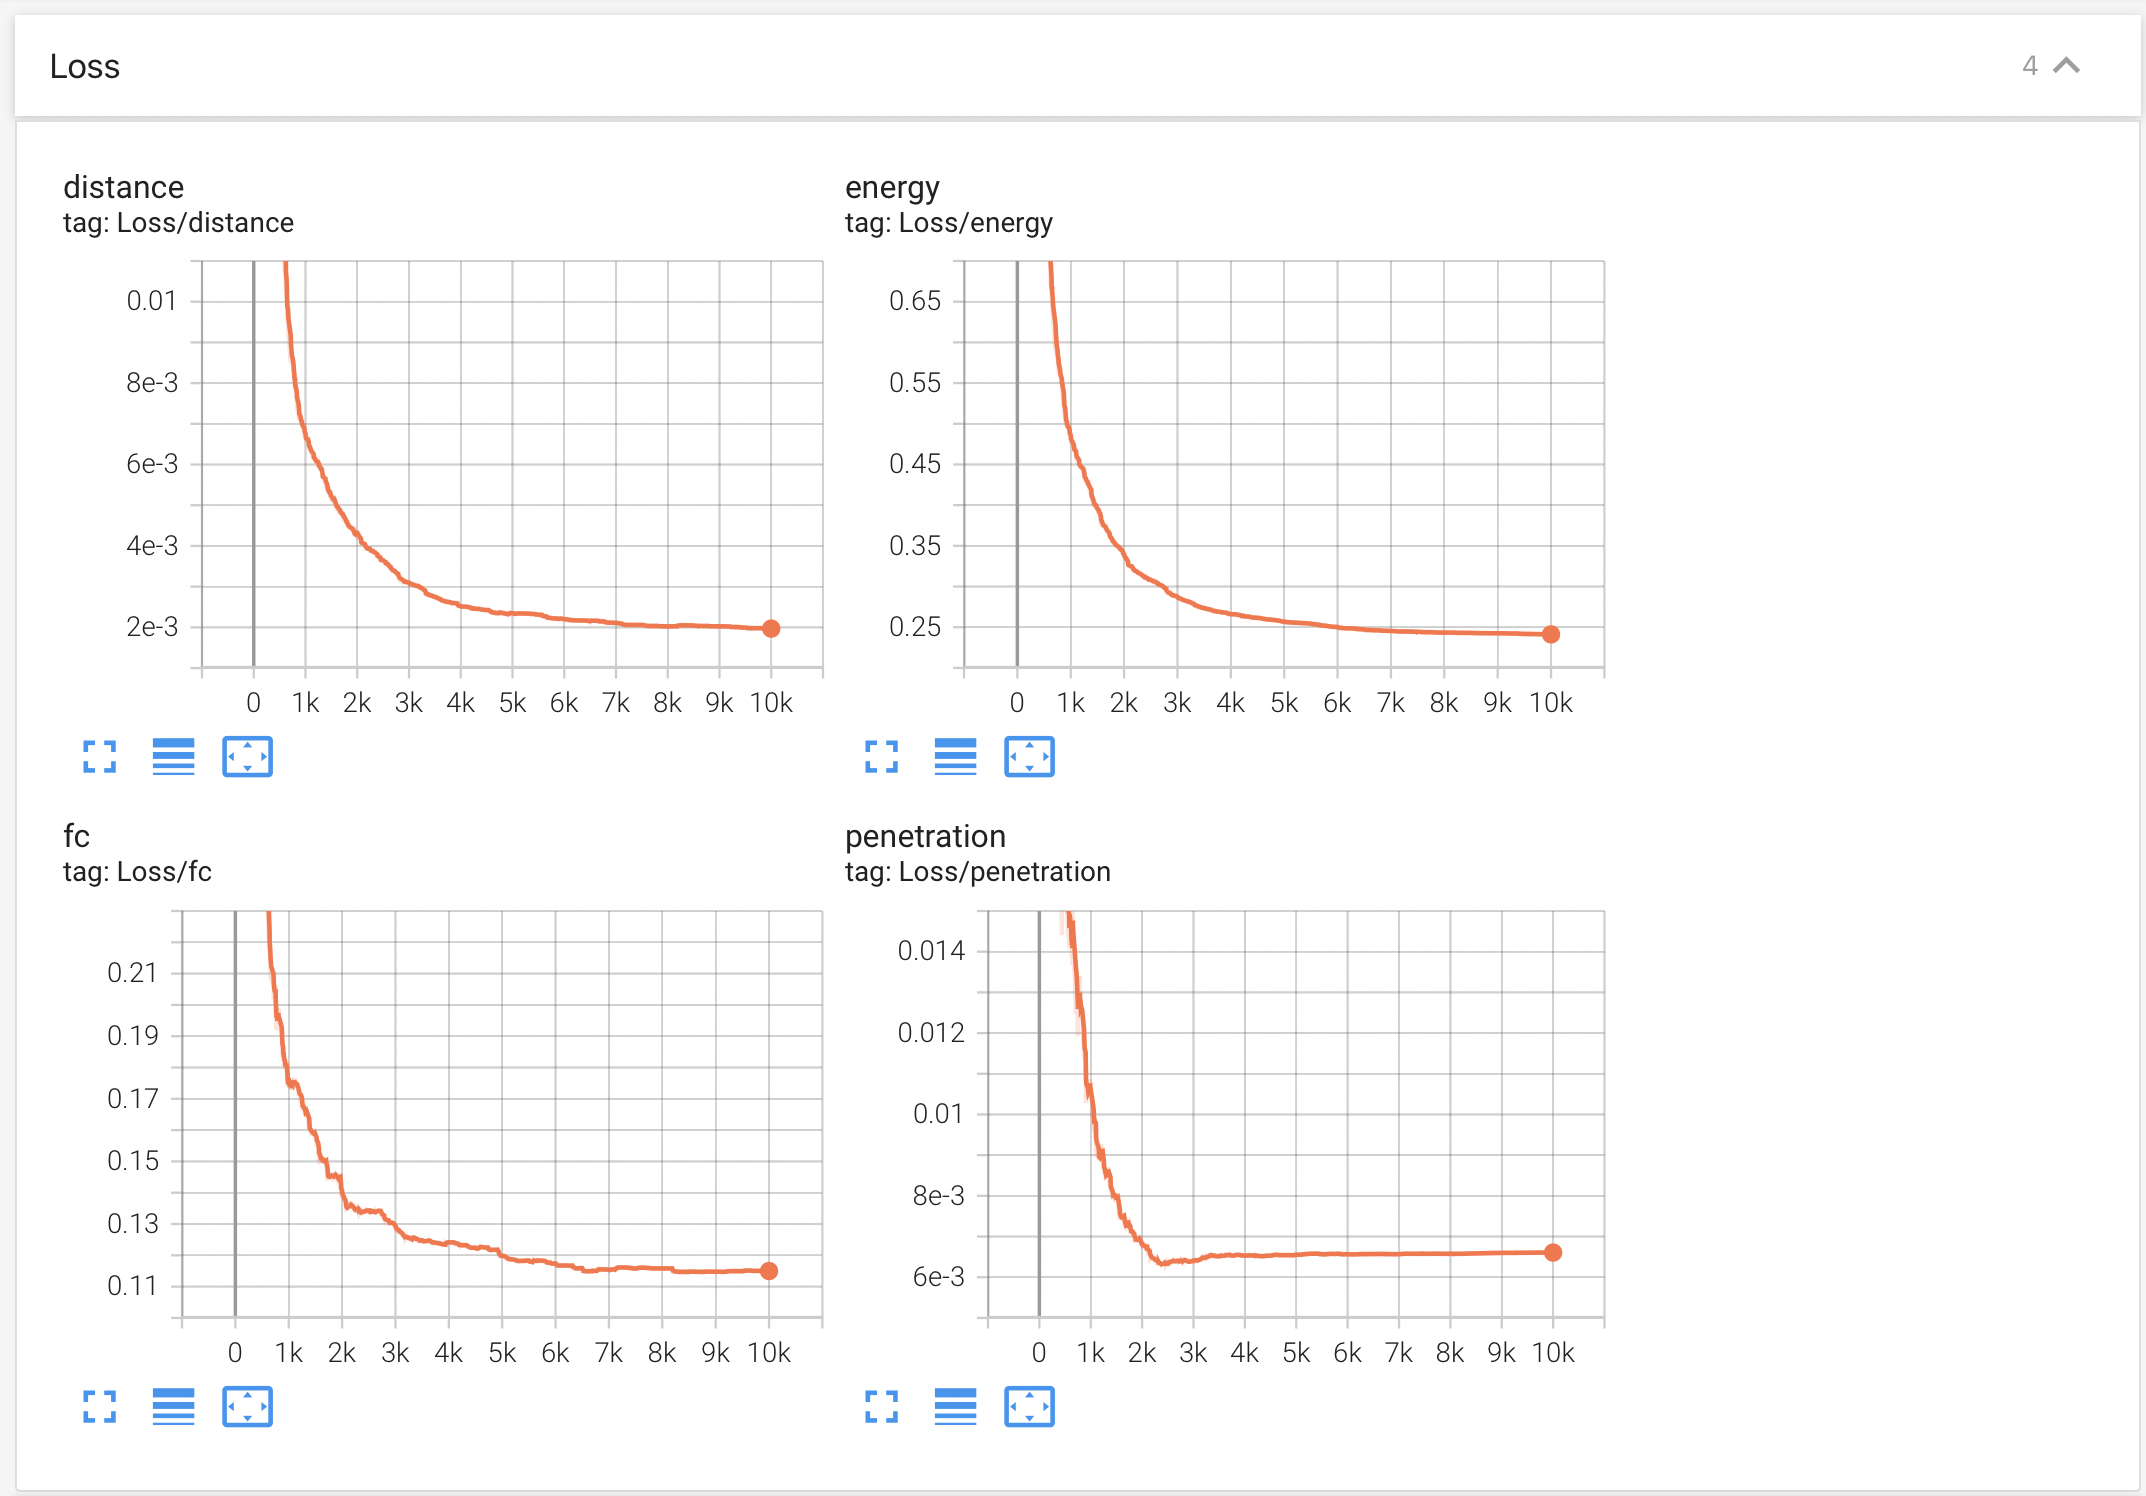 Loss
4
distance
tag: Loss/distance
0.01
8e-3
6e-3
4e-3
2e-3
0 1k 2k 3k 4k 5k 6k 7k 8k 9k 10k
energy
tag: Loss/energy
0.65
0.55
0.45
0.35
0.25
0 1k 2k 3k 4k 5k 6k 7k 8k 9k 10k
fc
tag: Loss/fc
0.21
0.19
0.17
0.15
0.13
0.11
0 1k 2k 3k 4k 5k 6k 7k 8k 9k 10k
penetration
tag: Loss/penetration
0.014
0.012
0.01
8e-3
6e-3
0 1k 2k 3k 4k 5k 6k 7k 8k 9k 10k